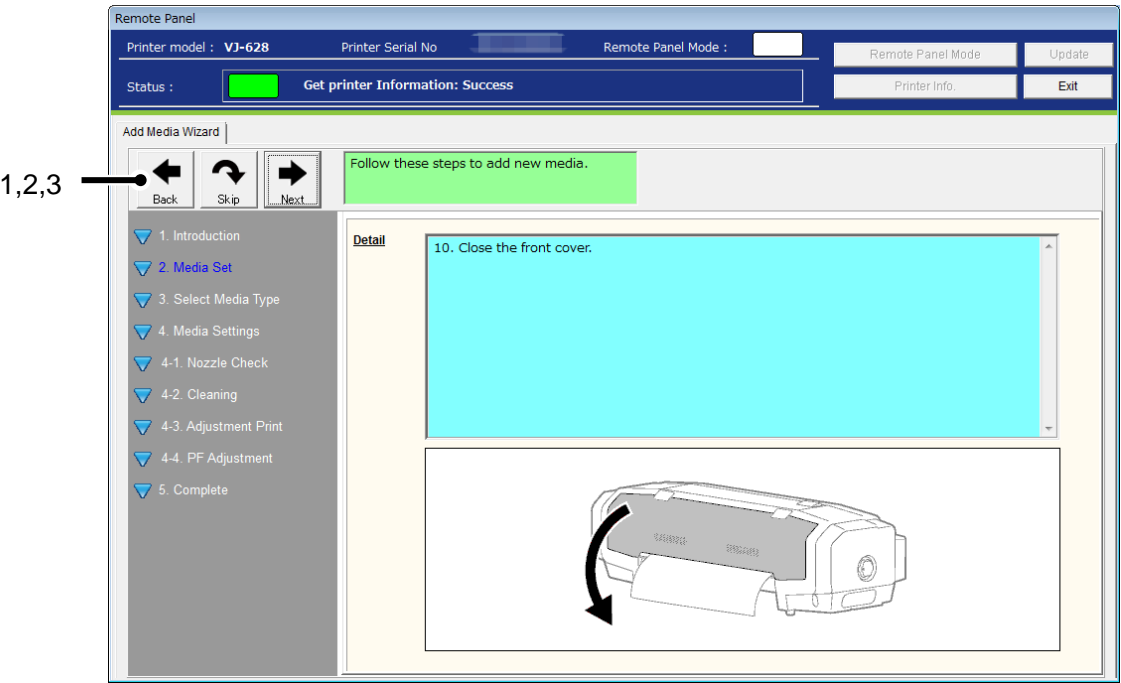 Remote Panel
Printer model : VJ-628 Printer Serial No Remote Panel Mode :
Remote Panel Mode Update
Status : Get printer Information: Success
Printer Info. Exit
Add Media Wizard
Back Skip Next
Follow these steps to add new media.
1,2,3
1. Introduction
2. Media Set
3. Select Media Type
4. Media Settings
4-1. Nozzle Check
4-2. Cleaning
4-3. Adjustment Print
4-4. PF Adjustment
5. Complete
Detail
10. Close the front cover.